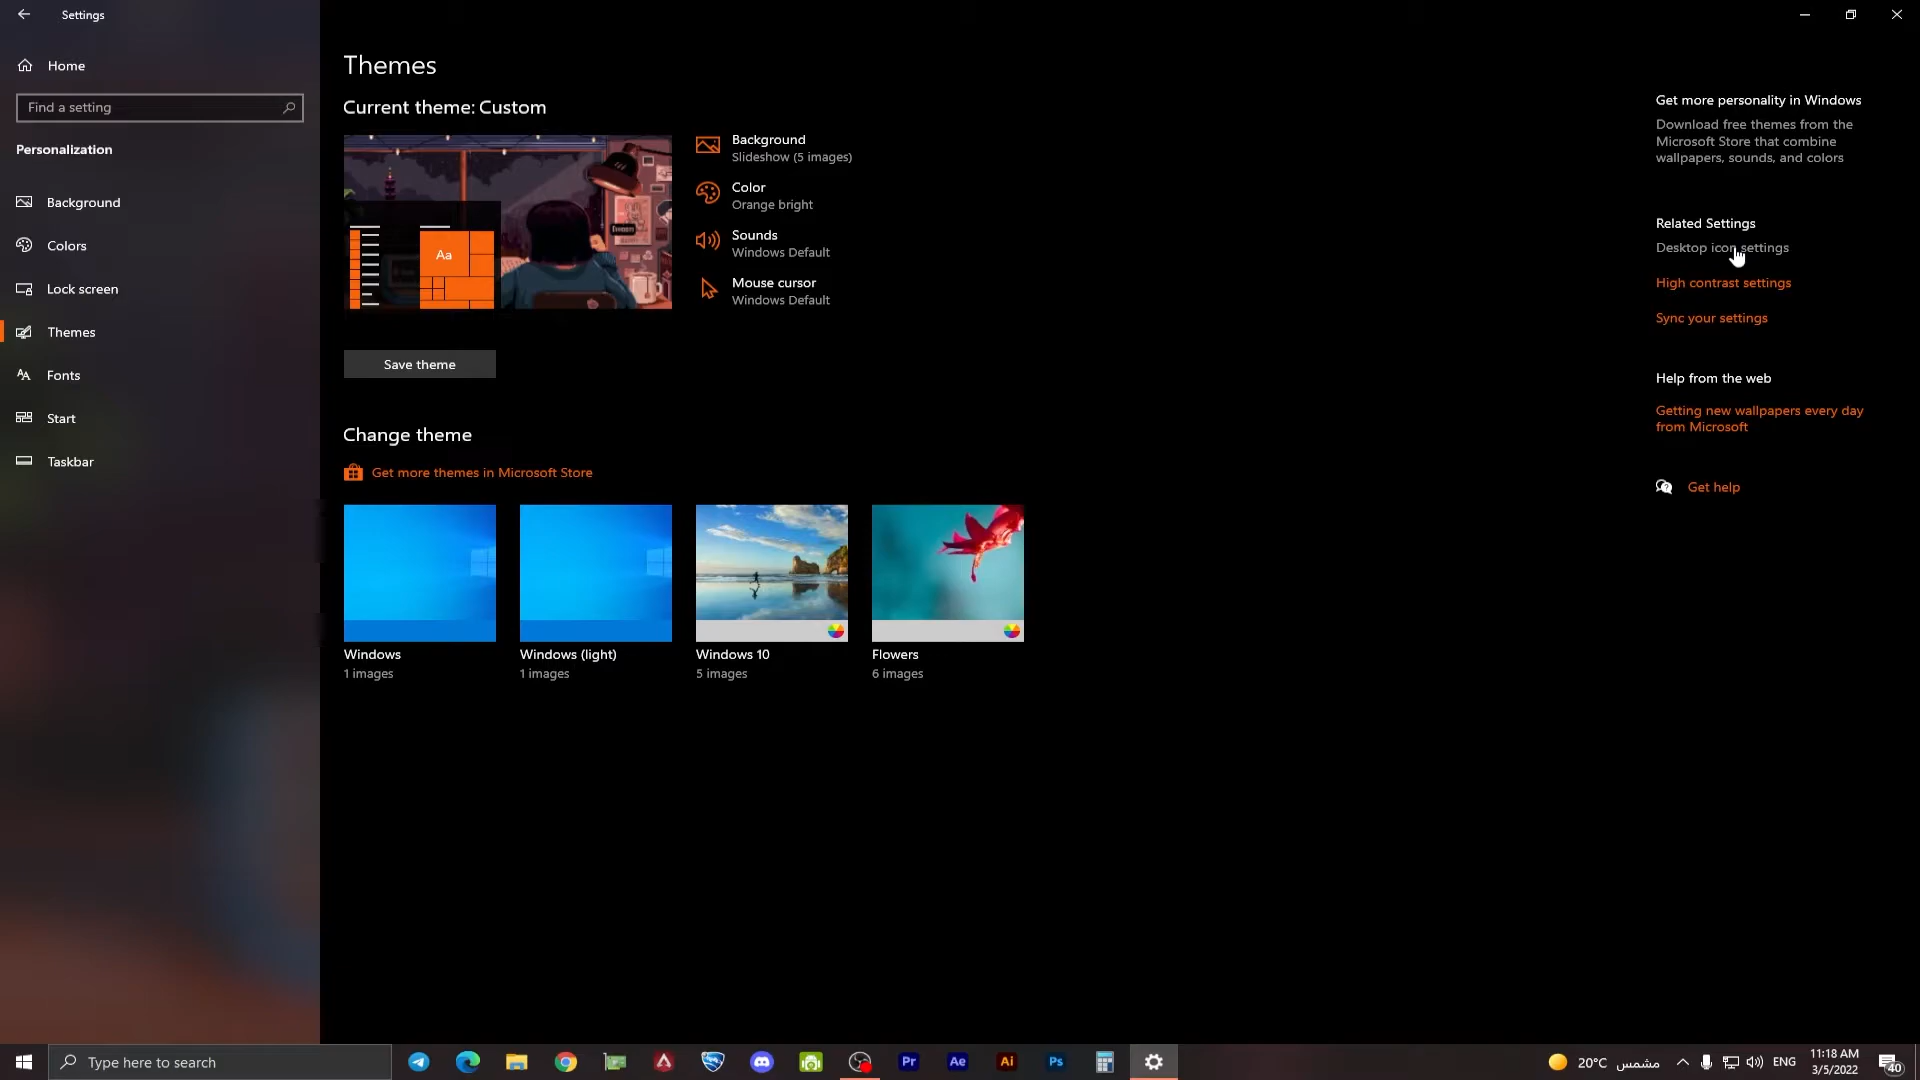 Settings
Home
Find a setting
Personalization
Background
Colors
Lock screen
Themes
Fonts
Start
Taskbar
Themes
Current theme: Custom
Aa
Background
Slideshow (5 images)
Color
Orange bright
Sounds
Windows Default
Mouse cursor
Windows Default
Save theme
Change theme
Get more themes in Microsoft Store
Windows
1 images
Windows (light)
1 images
Windows 10
5 images
Flowers
6 images
Get more personality in Windows
Download free themes from the
Microsoft Store that combine
wallpapers, sounds, and colors
Related Settings
Desktop icon settings
High contrast settings
Sync your settings
Help from the web
Getting new wallpapers every day
from Microsoft
Get help
Type here to search
Pr
Ae
Ai
Ps
20°C مشمس
ENG
11:18 AM
3/5/2022
40